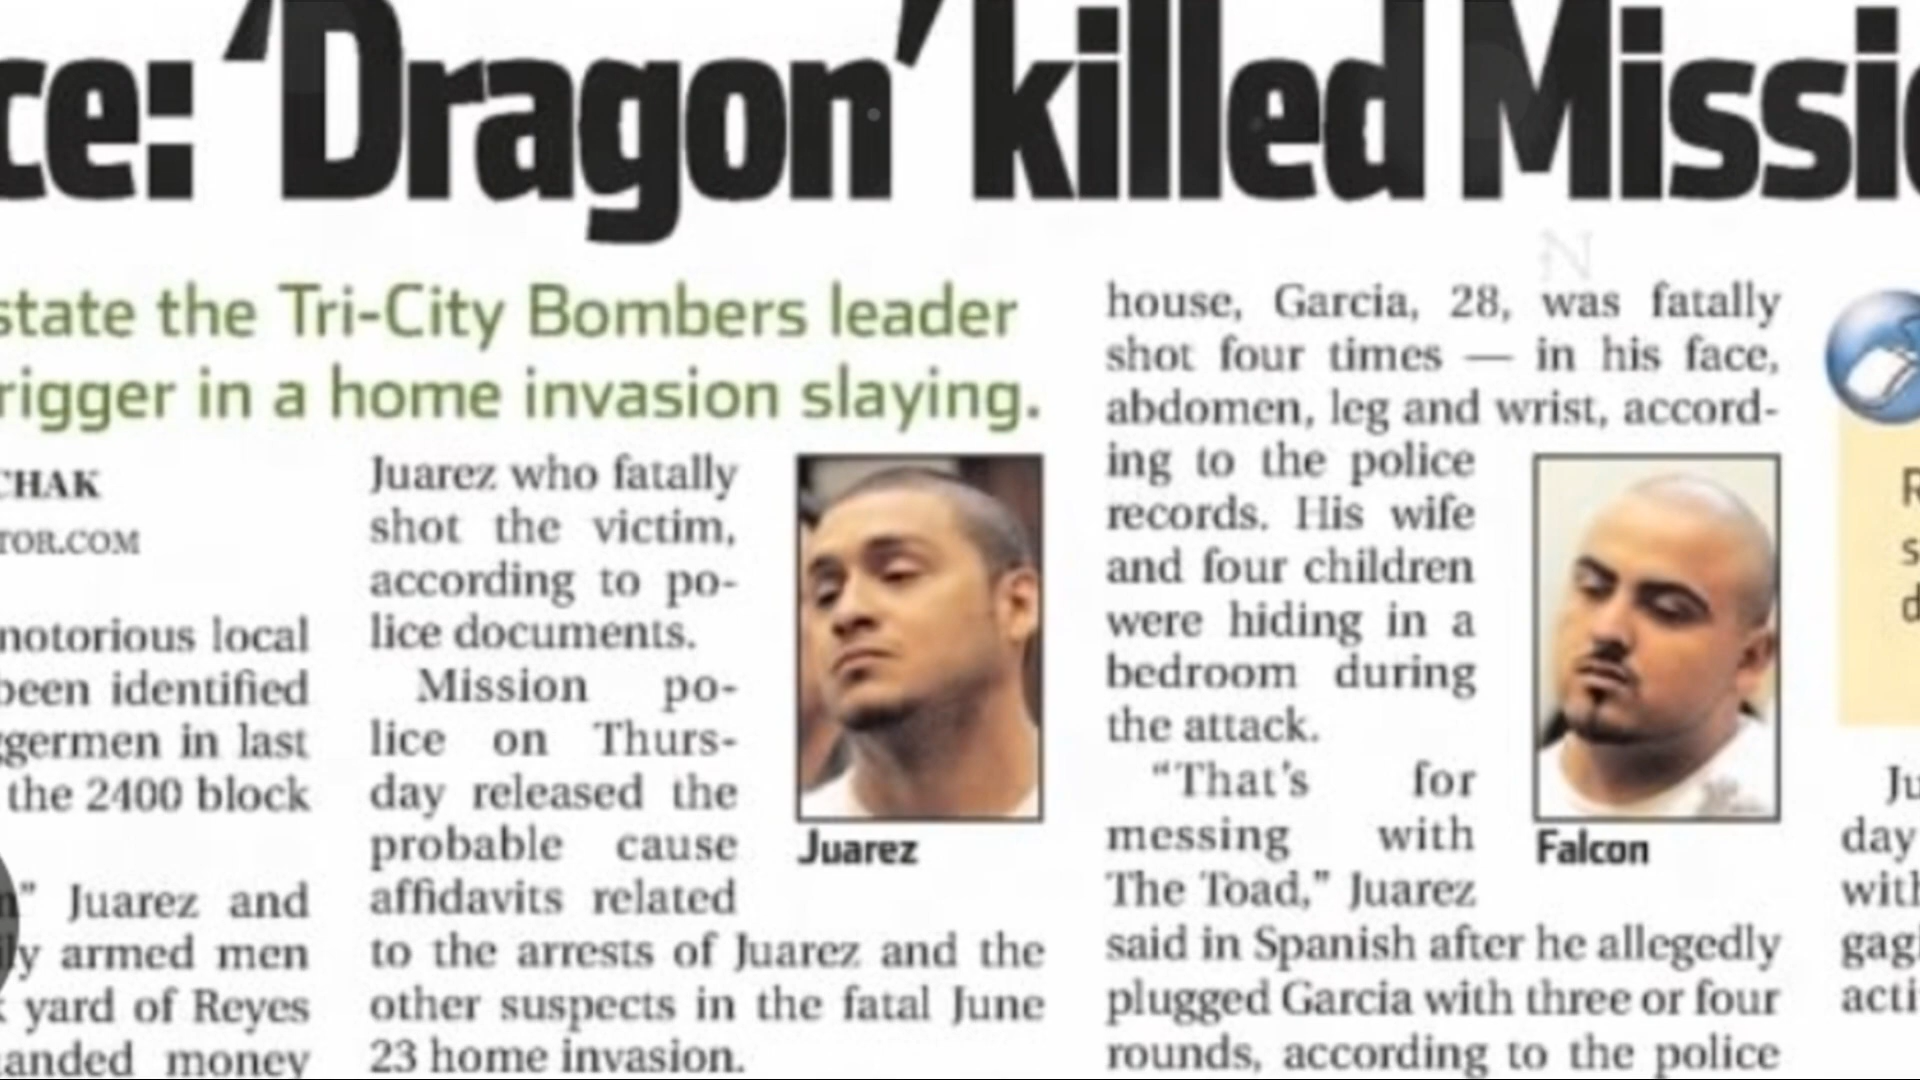 ce: ‘Dragon’ killed Missi
state the Tri-City Bombers leader
rigger in a home invasion slaying.
CHAK
TOR.COM
notorious local
been identified
ggermen in last
the 2400 block
n” Juarez and
ly armed men
yard of Reyes
anded money
Juarez who fatally
shot the victim,
according to po-
lice documents.
Mission po-
lice on Thurs-
day released the
probable cause
affidavits related
to the arrests of Juarez and the
other suspects in the fatal June
23 home invasion.
Juarez
house, Garcia, 28, was fatally
shot four times — in his face,
abdomen, leg and wrist, accord-
ing to the police
records. His wife
and four children
were hiding in a
bedroom during
the attack.
“That’s for
messing with
The Toad,” Juarez
said in Spanish after he allegedly
plugged Garcia with three or four
rounds, according to the police
Falcon
R
s
d
Ju
day
with
gag
acti